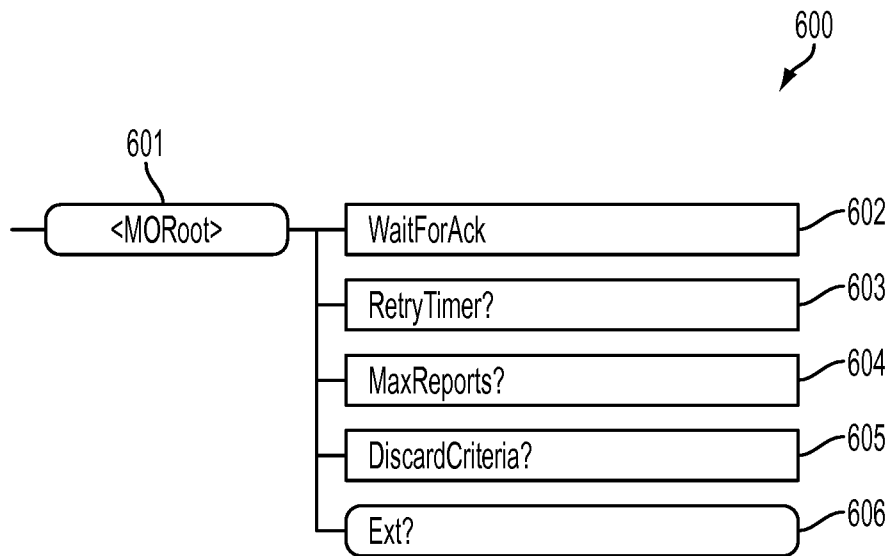 600
601
<MORoot>
WaitForAck
602
RetryTimer?
603
MaxReports?
604
DiscardCriteria?
605
Ext?
606